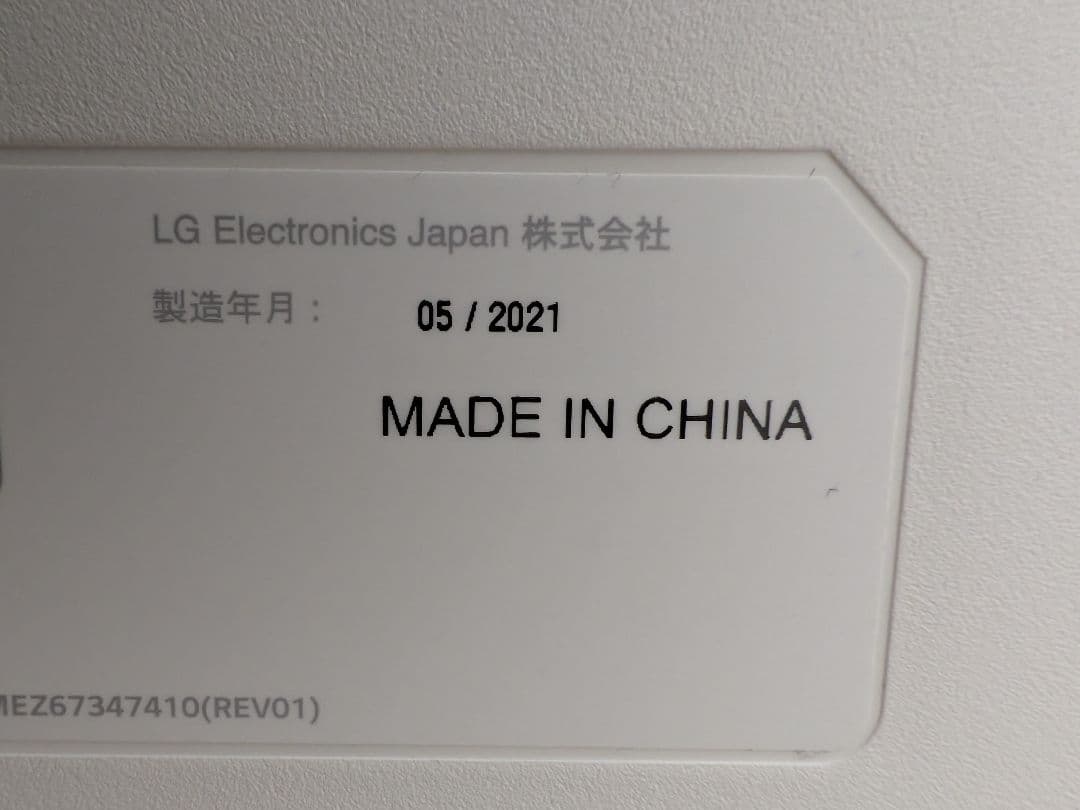 LG Electronics Japan 株式会社
製造年月： 05 / 2021
MADE IN CHINA
MEZ67347410(REV01)